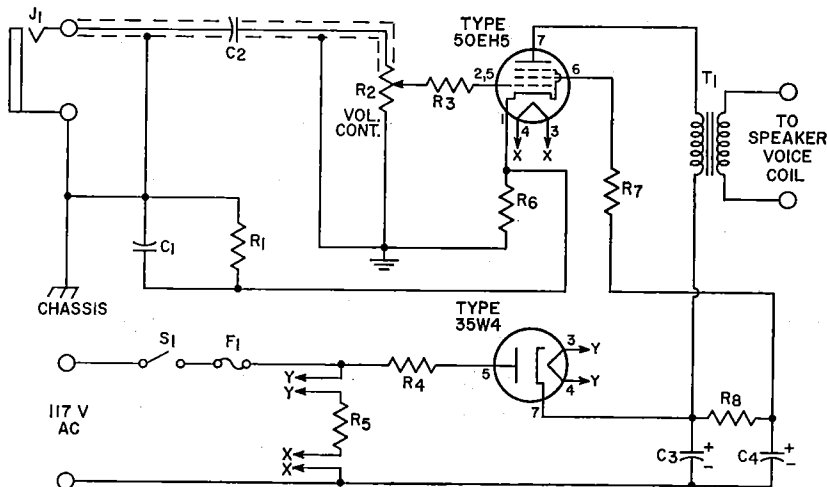 J1
C2
R2
VOL.
CONT.
R3
TYPE
50EH5
7
2,5
6
1
4
3
X
X
R6
R7
T1
TO
SPEAKER
VOICE
COIL
C1
R1
CHASSIS
TYPE
35W4
S1
F1
117 V
AC
Y
Y
R5
X
X
R4
5
3
Y
4
Y
7
R8
C3
+
−
C4
+
−